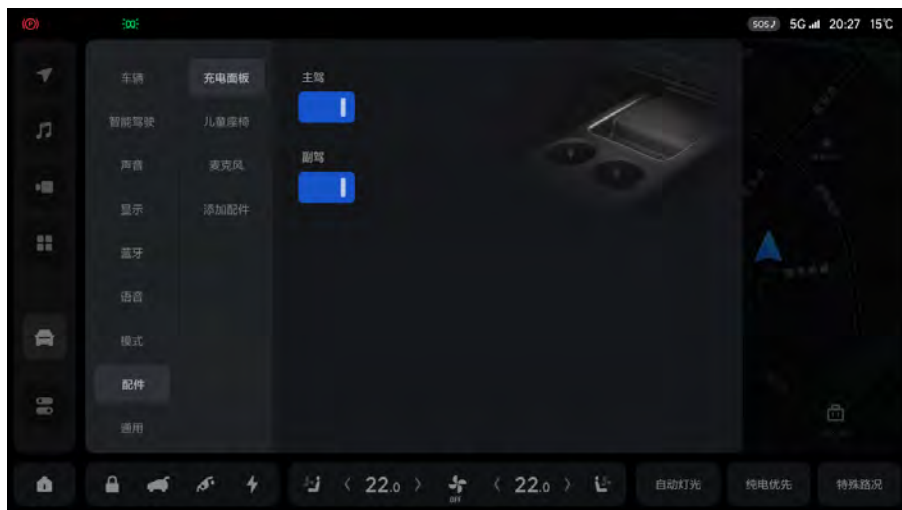 SOS 5G 20:27 15℃
车辆
智能驾驶
声音
显示
蓝牙
语音
模式
配件
通用
充电面板
儿童座椅
麦克风
添加配件
主驾
副驾
22.0
OFF
22.0
自动灯光
纯电优先
特殊路况